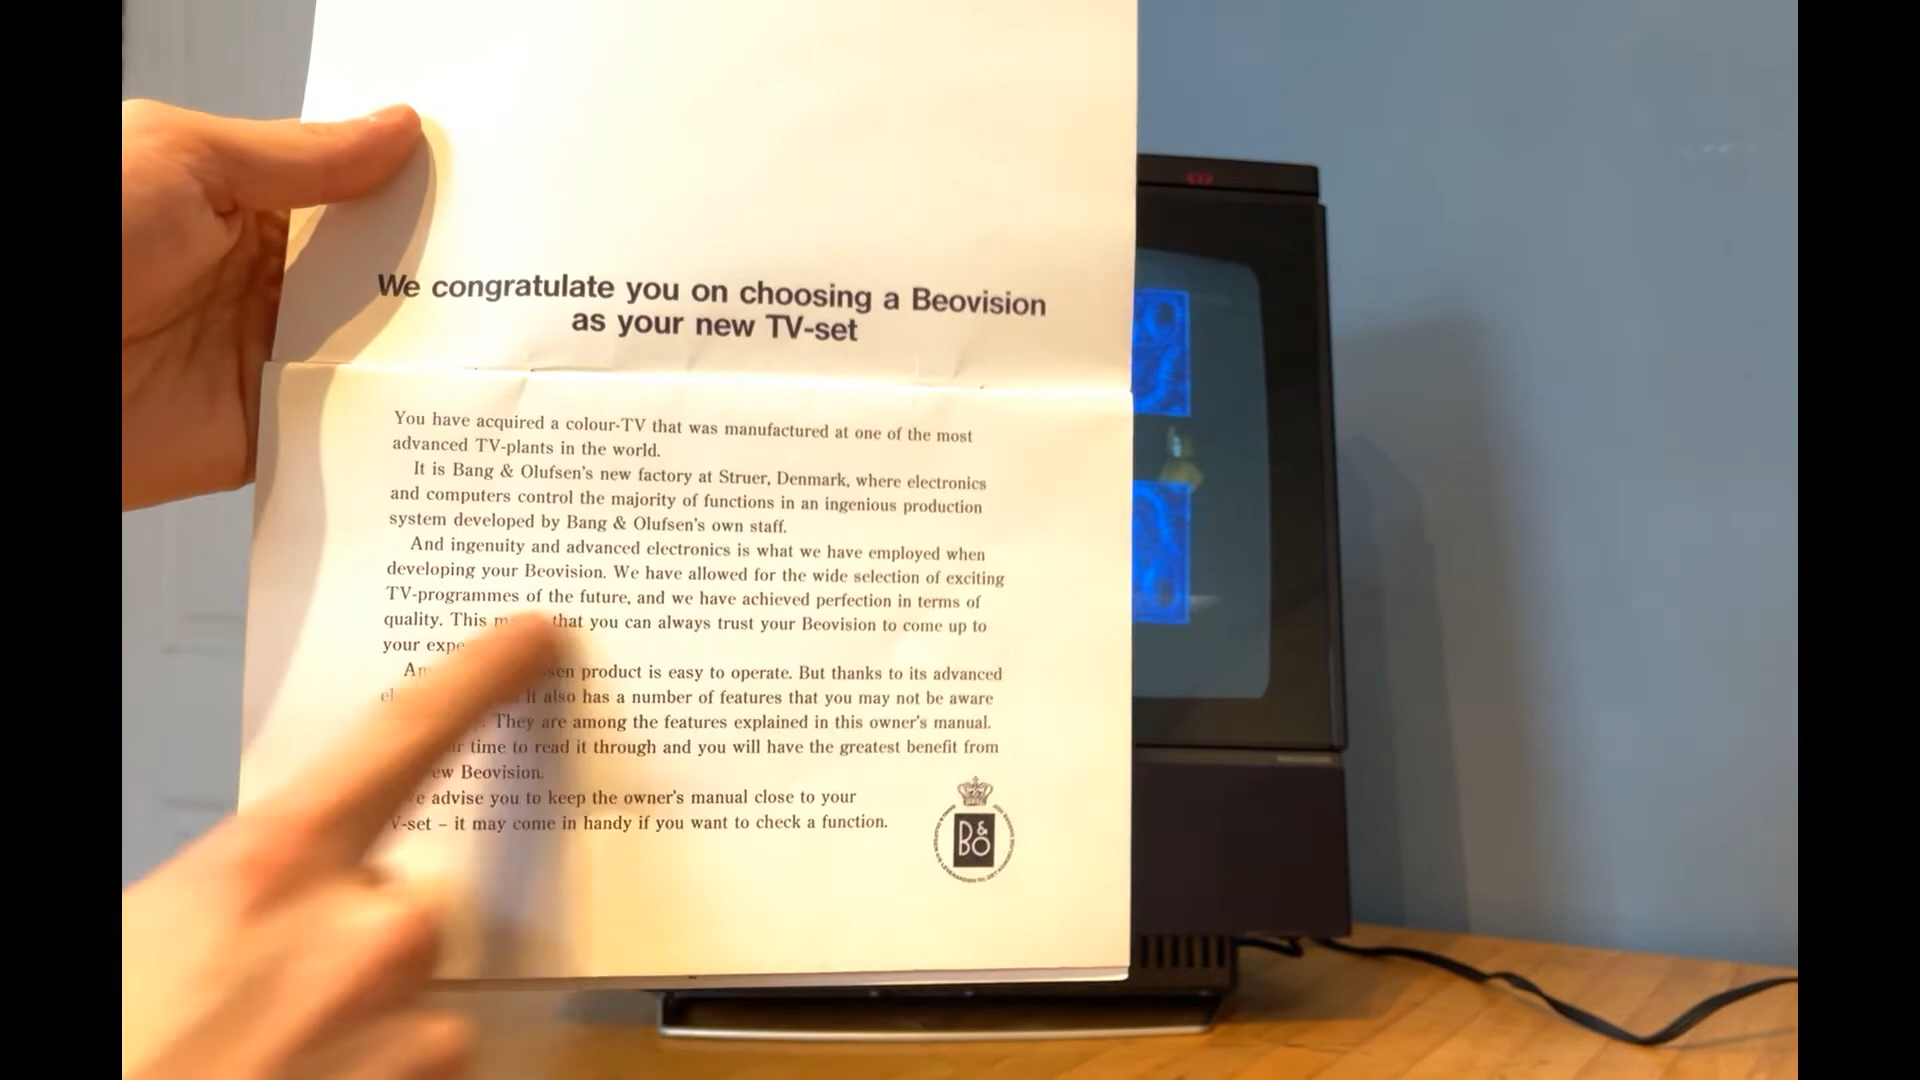 We congratulate you on choosing a Beovision
as your new TV-set
You have acquired a colour-TV that was manufactured at one of the most
advanced TV-plants in the world.
It is Bang & Olufsen's new factory at Struer, Denmark, where electronics
and computers control the majority of functions in an ingenious production
system developed by Bang & Olufsen's own staff.
And ingenuity and advanced electronics is what we have employed when
developing your Beovision. We have allowed for the wide selection of exciting
TV-programmes of the future, and we have achieved perfection in terms of
quality. This that you can always trust your Beovision to come up to
your
product is easy to operate. But thanks to its advanced
it also has a number of features that you may not be aware
They are among the features explained in this owner's manual.
time to read it through and you will have the greatest benefit from
Beovision.
advise you to keep the owner's manual close to your
V-set – it may come in handy if you want to check a function.
B&O